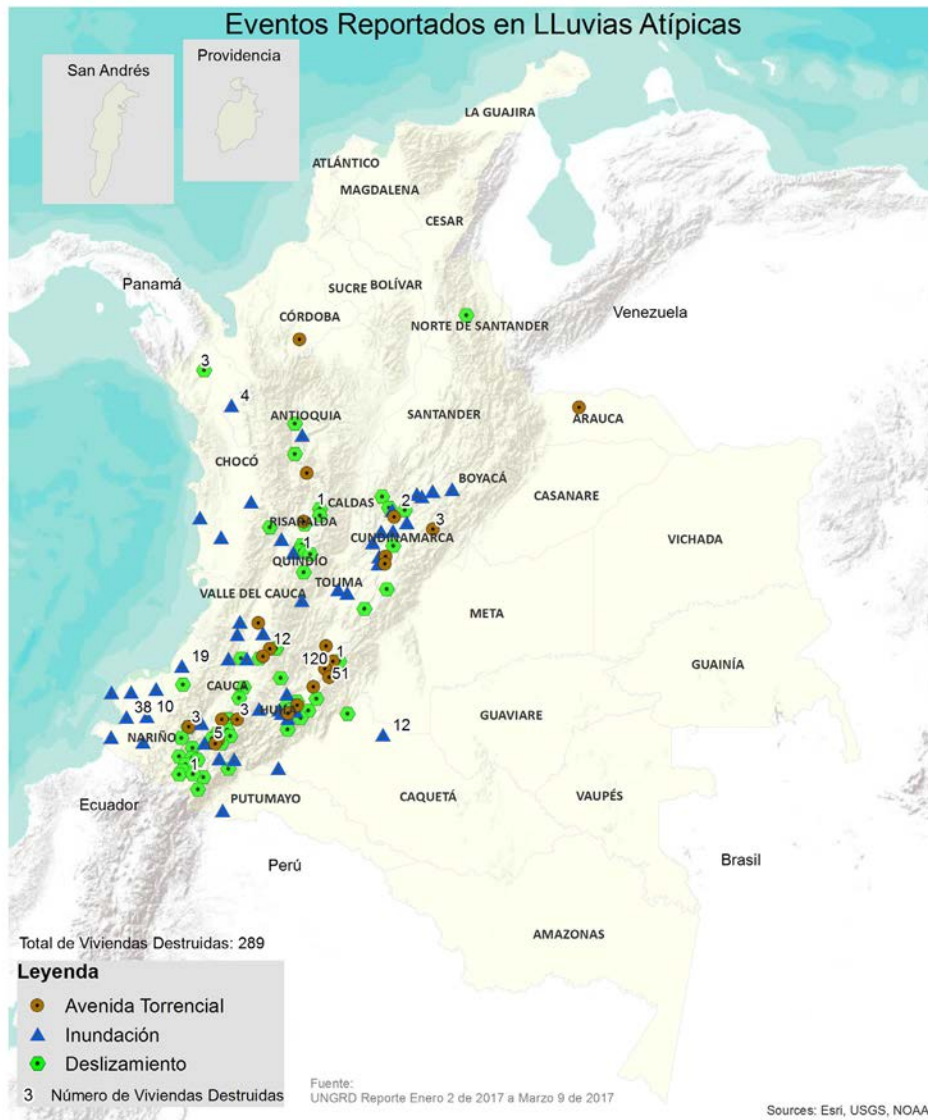 Eventos Reportados en LLuvias Atípicas
San Andrés
Providencia
LA GUAJIRA
ATLÁNTICO
MAGDALENA
CESAR
Panamá
SUCRE
BOLÍVAR
Venezuela
CÓRDOBA
NORTE DE SANTANDER
3
4
ANTIOQUIA
SANTANDER
ARAUCA
CHOCÓ
BOYACÁ
CASANARE
1
CALDAS
2
RISARALDA
3
CUNDINAMARCA
VICHADA
1
QUINDÍO
TOLIMA
VALLE DEL CAUCA
META
12
19
120
1
51
GUAINÍA
CAUCA
38
10
3
3
HUILA
GUAVIARE
12
NARIÑO
5
1
PUTUMAYO
CAQUETÁ
VAUPÉS
Ecuador
Perú
Brasil
AMAZONAS
Total de Viviendas Destruidas: 289
Leyenda
Avenida Torrencial
Inundación
Deslizamiento
3 Número de Viviendas Destruidas
Fuente:
UNGRD Reporte Enero 2 de 2017 a Marzo 9 de 2017
Sources: Esri, USGS, NOAA